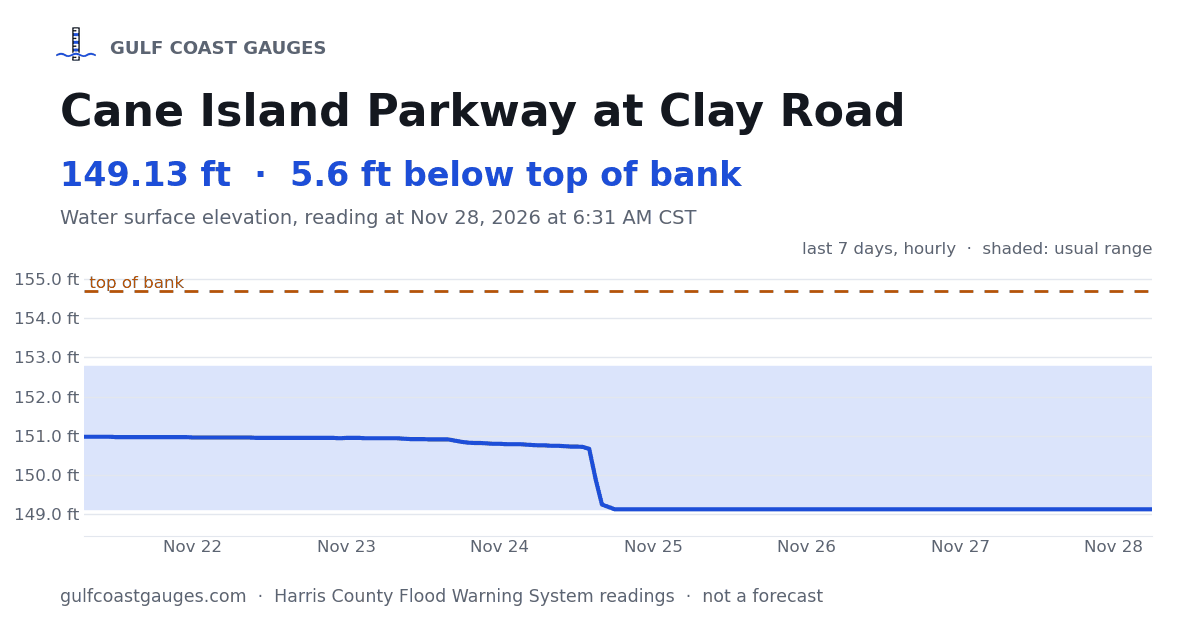 GULF COAST GAUGES
Cane Island Parkway at Clay Road
149.13 ft · 5.6 ft below top of bank
Water surface elevation, reading at Nov 28, 2026 at 6:31 AM CST
last 7 days, hourly · shaded: usual range
155.0 ft
top of bank
154.0 ft
153.0 ft
152.0 ft
151.0 ft
150.0 ft
149.0 ft
Nov 22 Nov 23 Nov 24 Nov 25 Nov 26 Nov 27 Nov 28
gulfcoastgauges.com · Harris County Flood Warning System readings · not a forecast